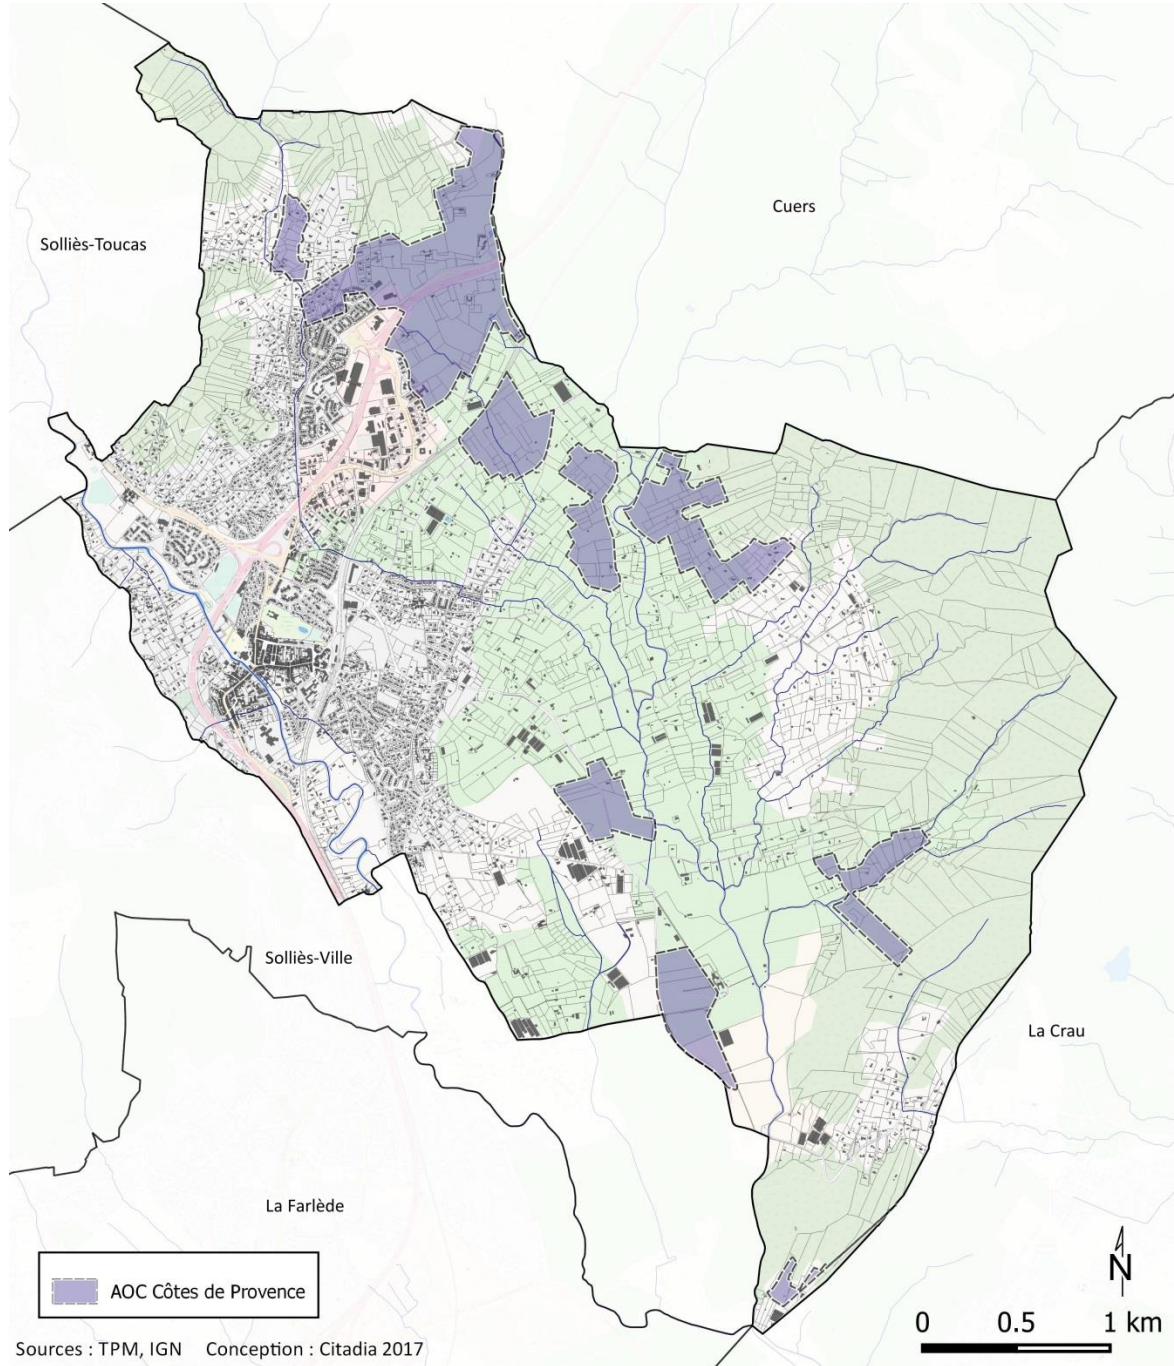 Cuers
Solliès-Toucas
Solliès-Ville
La Crau
La Farlède
N
AOC Côtes de Provence
0 0.5 1 km
Sources : TPM, IGN Conception : Citadia 2017